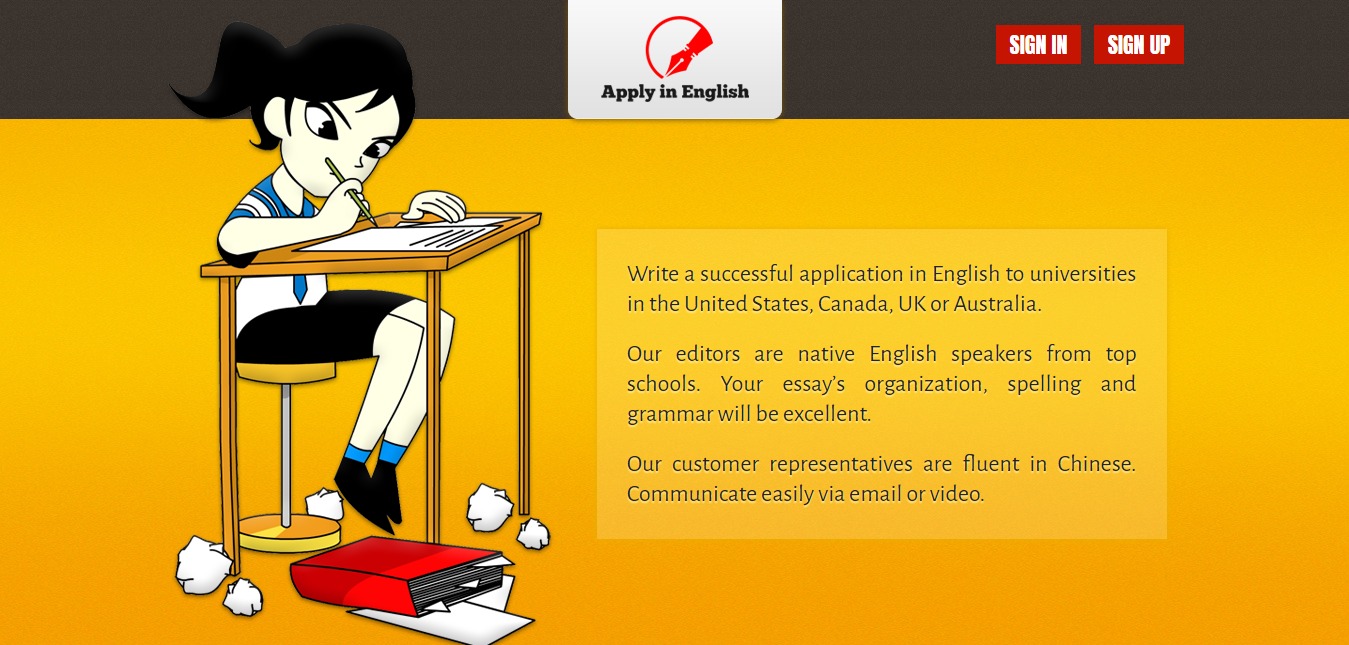 Apply in English
SIGN IN
SIGN UP
Write a successful application in English to universities
in the United States, Canada, UK or Australia.
Our editors are native English speakers from top
schools. Your essay’s organization, spelling and
grammar will be excellent.
Our customer representatives are fluent in Chinese.
Communicate easily via email or video.